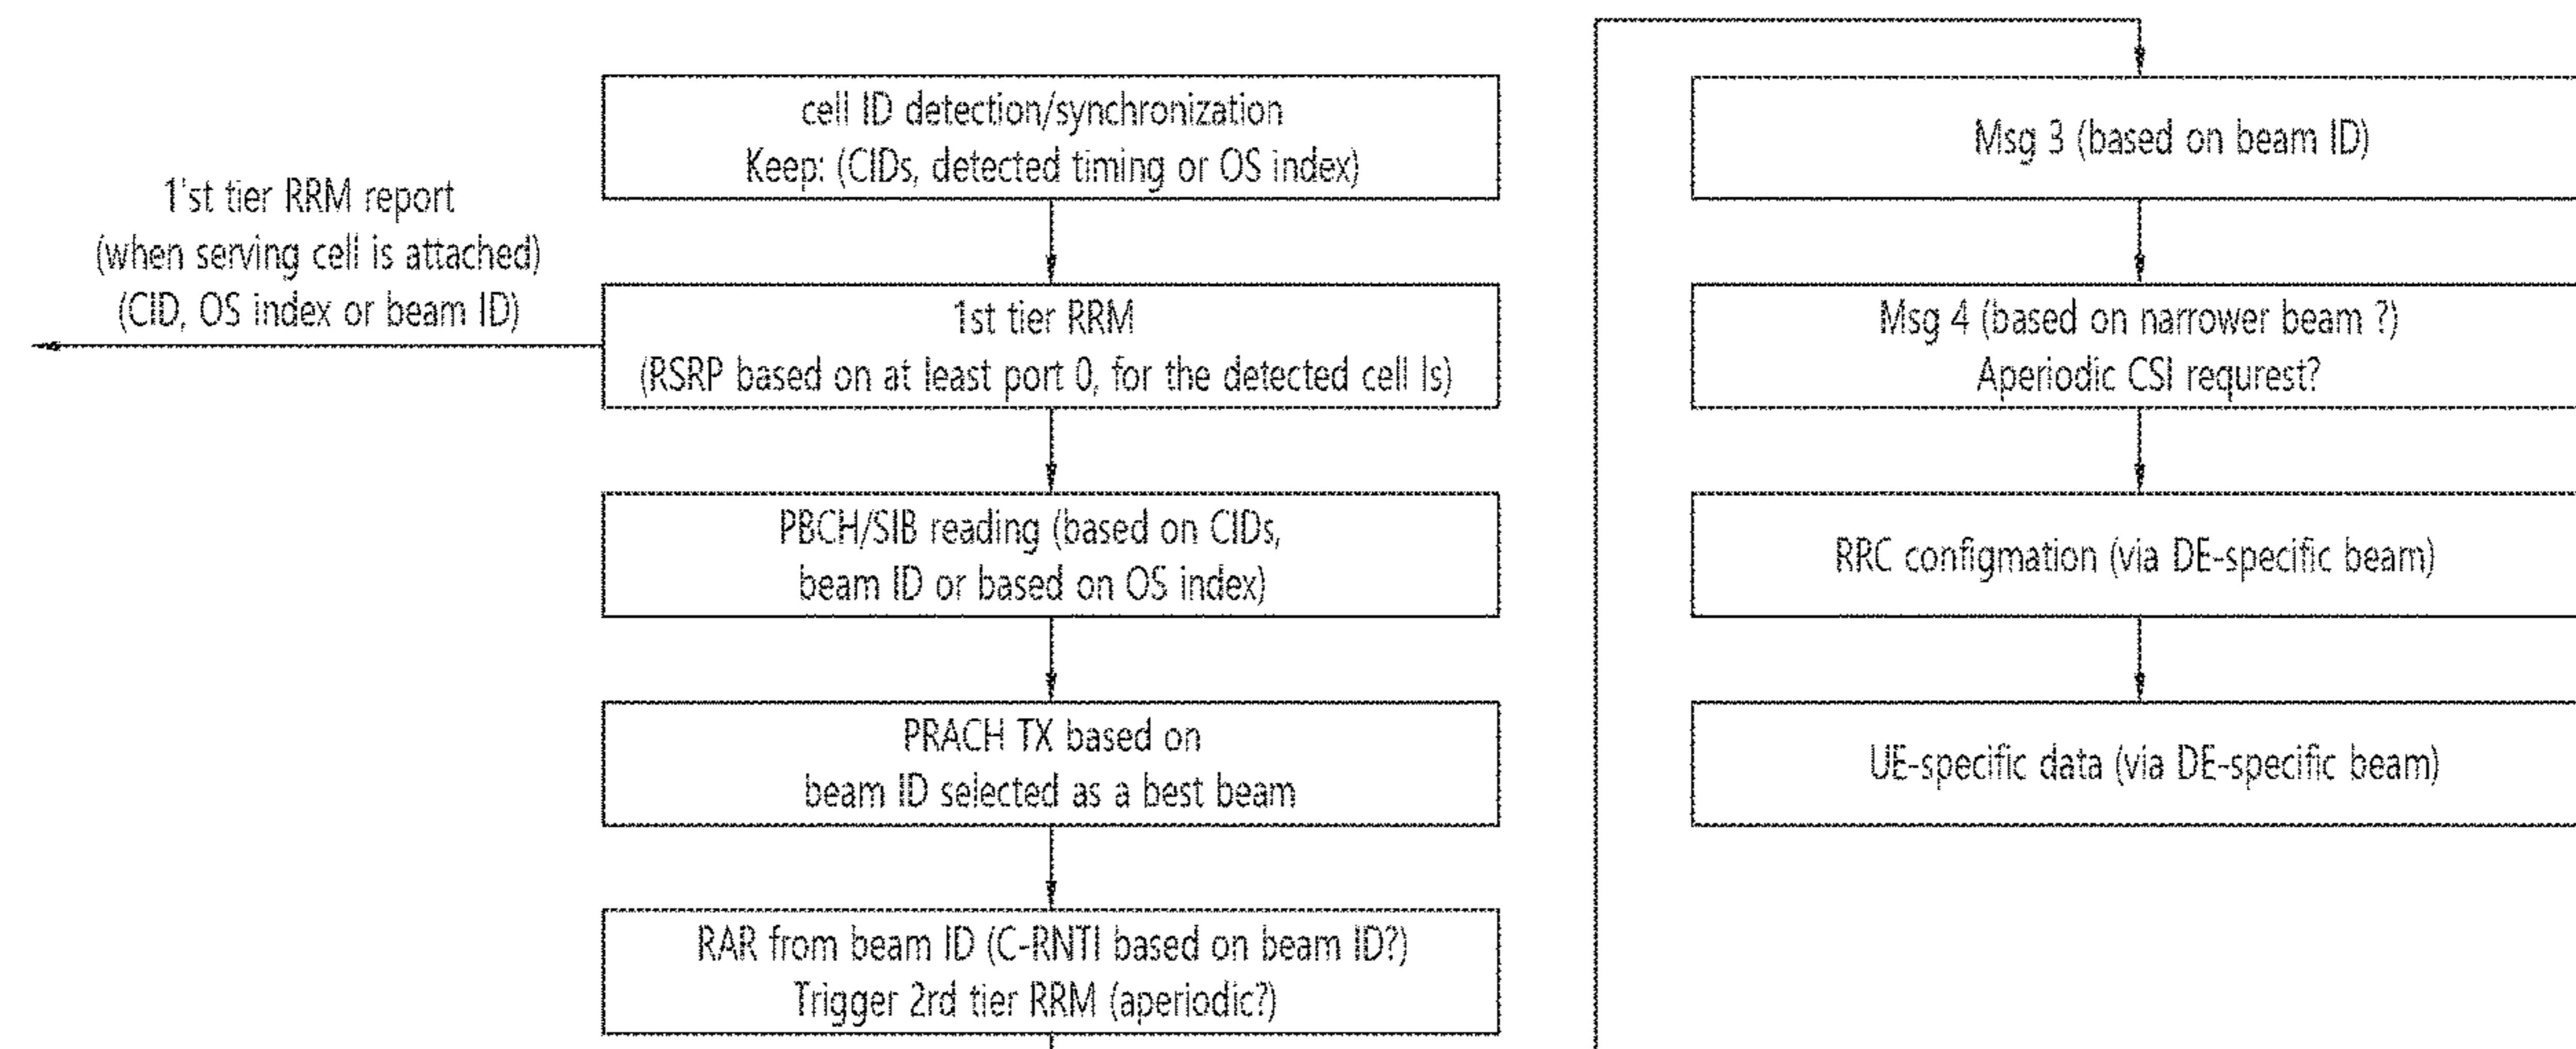 cell ID detection/synchronization
Keep: (CIDs, detected timing or OS index)
1'st tier RRM report
(when serving cell is attached)
(CID, OS index or beam ID)
1st tier RRM
(RSRP based on at least port 0, for the detected cell Is)
PBCH/SIB reading (based on CIDs,
beam ID or based on OS index)
PRACH TX based on
beam ID selected as a best beam
RAR from beam ID (C-RNTI based on beam ID?)
Trigger 2rd tier RRM (aperiodic?)
Msg 3 (based on beam ID)
Msg 4 (based on narrower beam ?)
Aperiodic CSI requrest?
RRC configmation (via DE-specific beam)
UE-specific data (via DE-specific beam)